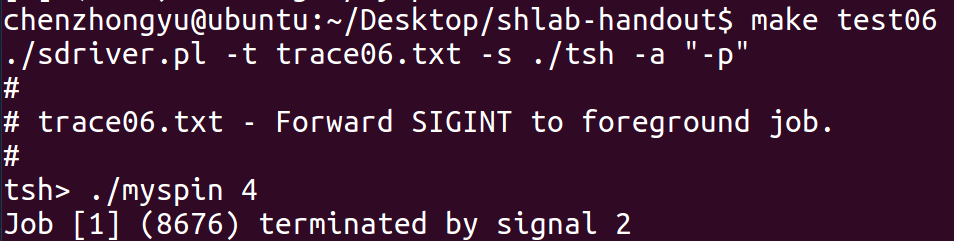 chenzhongyu@ubuntu:~/Desktop/shlab-handout$ make test06
./sdriver.pl -t trace06.txt -s ./tsh -a "-p"
#
# trace06.txt - Forward SIGINT to foreground job.
#
tsh> ./myspin 4
Job [1] (8676) terminated by signal 2